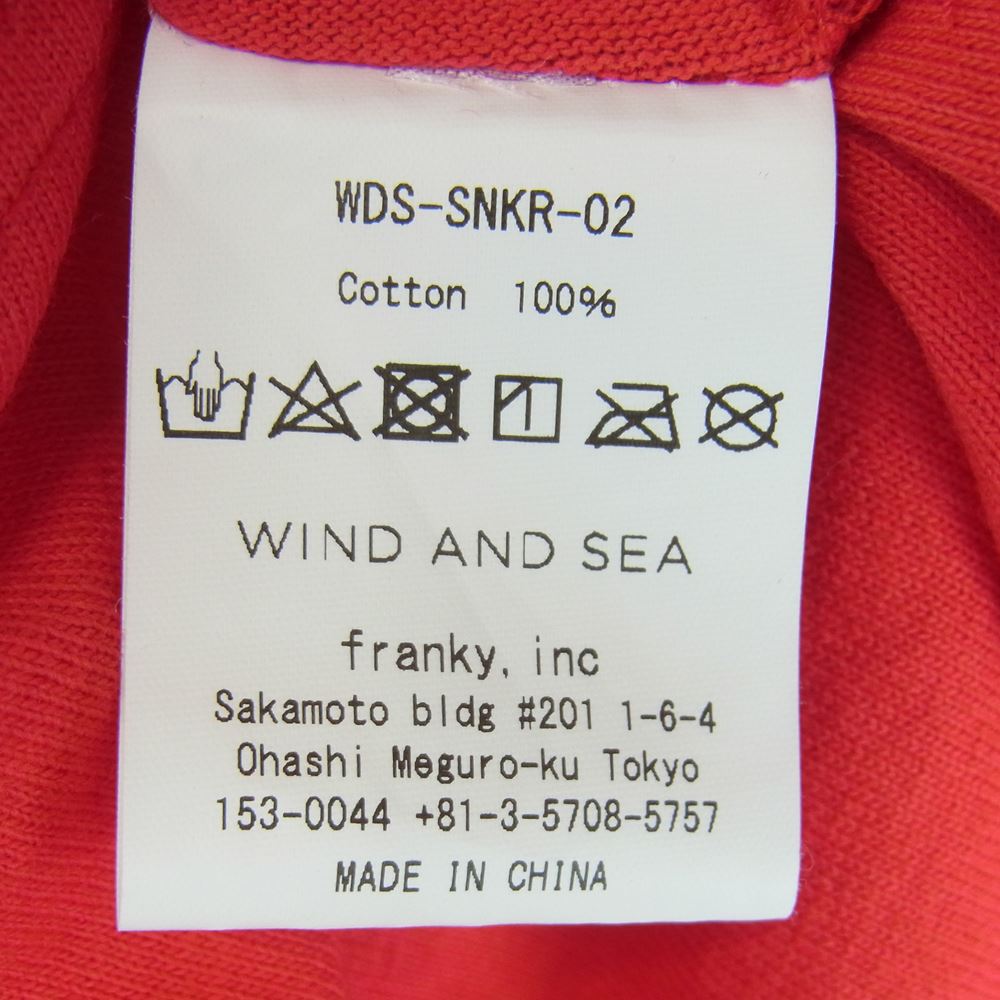 WDS-SNKR-02
Cotton 100%
WIND AND SEA
franky, inc
Sakamoto bldg #201 1-6-4
Ohashi Meguro-ku Tokyo
153-0044 +81-3-5708-5757
MADE IN CHINA